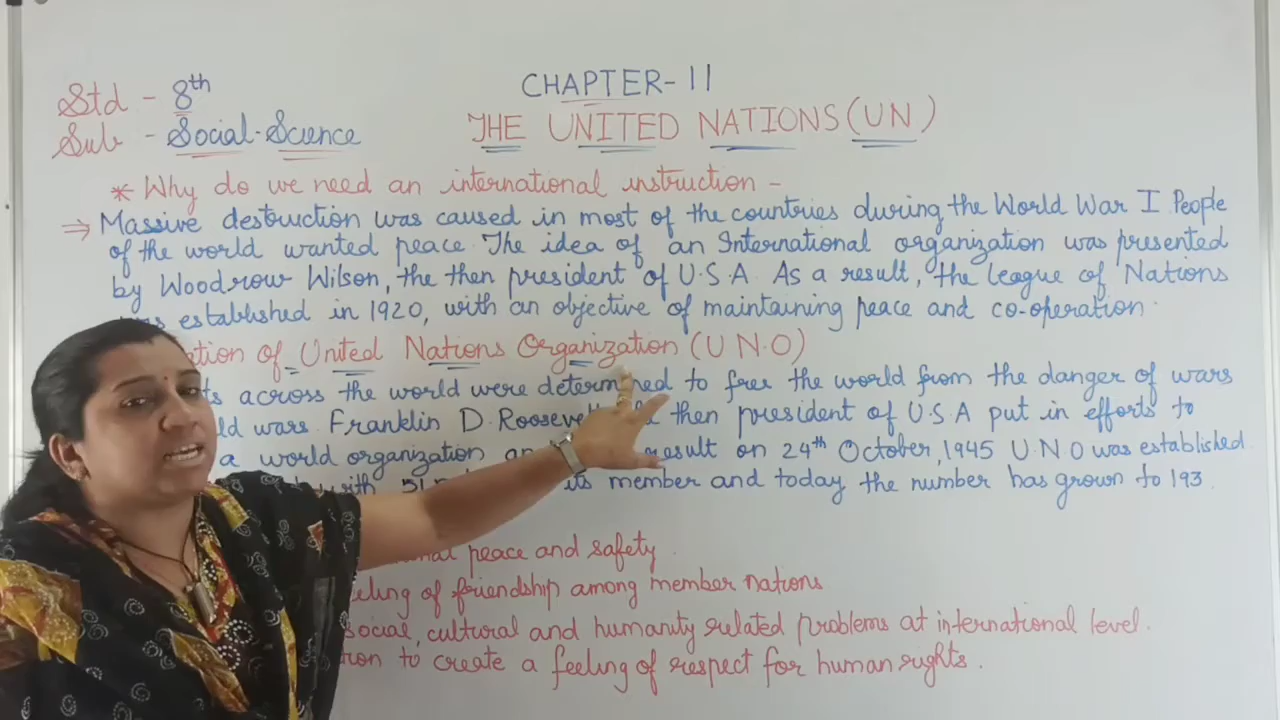 Std - 8th
Sub - Social-Science
CHAPTER-11
THE UNITED NATIONS (UN)
* Why do we need an international instruction -
⇒ Massive destruction was caused in most of the countries during the World War I People
of the world wanted peace. The idea of an International organization was presented
by Woodrow Wilson, the then president of U.S.A. As a result, the League of Nations
established in 1920, with an objective of maintaining peace and co-operation.
of United Nations Organization (U N.O)
across the world were determined to free the world from the danger of wars
wars. Franklin D. then president of U.S.A put in efforts to
a world organization result on 24th October, 1945 U.N.O was established
with its member and today the number has grown to 193.
peace and safety.
of friendship among member nations
social, cultural and humanity related problems at international level.
to create a feeling of respect for human rights.